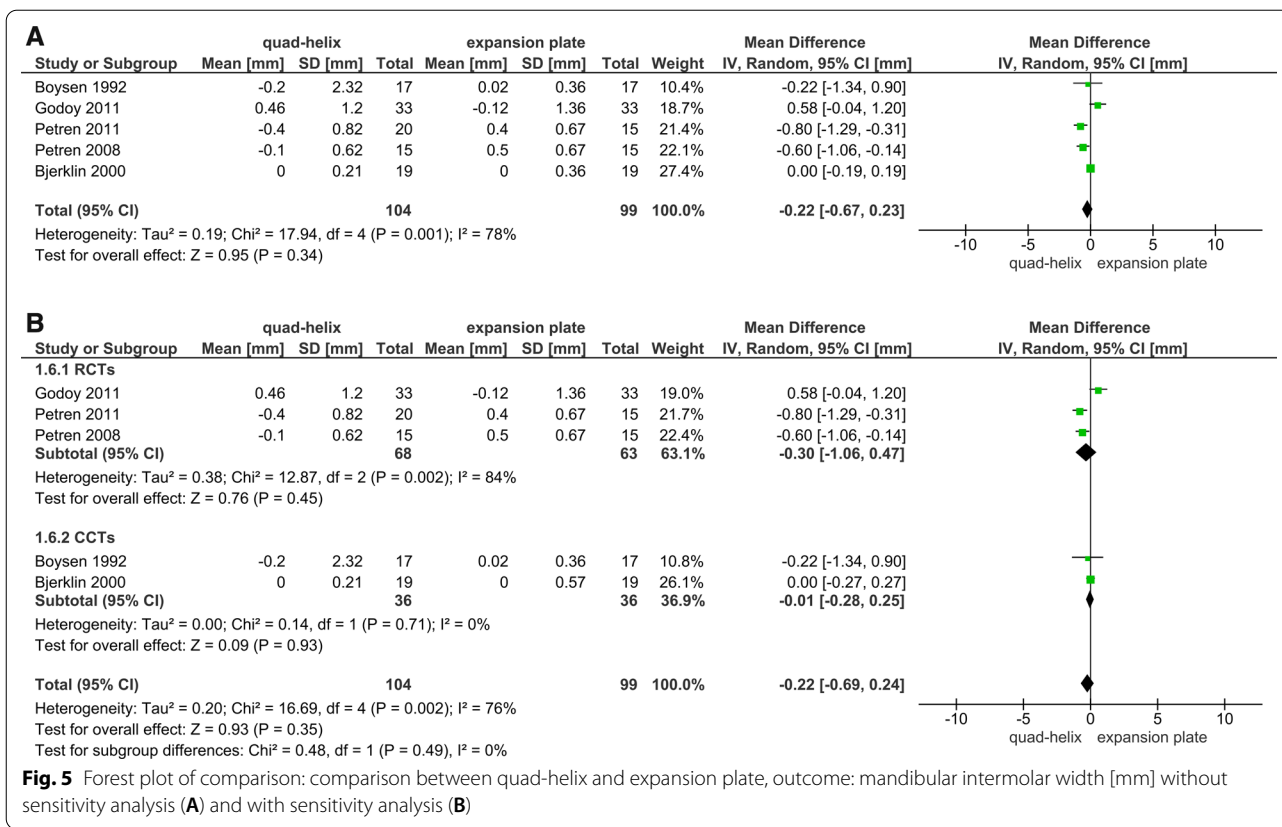 A
quad-helix expansion plate Mean Difference Mean Difference
Study or Subgroup Mean [mm] SD [mm] Total Mean [mm] SD [mm] Total Weight IV, Random, 95% CI [mm] IV, Random, 95% CI [mm]
Boysen 1992 -0.2 2.32 17 0.02 0.36 17 10.4% -0.22 [-1.34, 0.90]
Godoy 2011 0.46 1.2 33 -0.12 1.36 33 18.7% 0.58 [-0.04, 1.20]
Petren 2011 -0.4 0.82 20 0.4 0.67 15 21.4% -0.80 [-1.29, -0.31]
Petren 2008 -0.1 0.62 15 0.5 0.67 15 22.1% -0.60 [-1.06, -0.14]
Bjerklin 2000 0 0.21 19 0 0.36 19 27.4% 0.00 [-0.19, 0.19]
Total (95% CI) 104 99 100.0% -0.22 [-0.67, 0.23]
Heterogeneity: Tau² = 0.19; Chi² = 17.94, df = 4 (P = 0.001); I² = 78%
Test for overall effect: Z = 0.95 (P = 0.34)
-10 -5 0 5 10
quad-helix expansion plate
B
quad-helix expansion plate Mean Difference Mean Difference
Study or Subgroup Mean [mm] SD [mm] Total Mean [mm] SD [mm] Total Weight IV, Random, 95% CI [mm] IV, Random, 95% CI [mm]
1.6.1 RCTs
Godoy 2011 0.46 1.2 33 -0.12 1.36 33 19.0% 0.58 [-0.04, 1.20]
Petren 2011 -0.4 0.82 20 0.4 0.67 15 21.7% -0.80 [-1.29, -0.31]
Petren 2008 -0.1 0.62 15 0.5 0.67 15 22.4% -0.60 [-1.06, -0.14]
Subtotal (95% CI) 68 63 63.1% -0.30 [-1.06, 0.47]
Heterogeneity: Tau² = 0.38; Chi² = 12.87, df = 2 (P = 0.002); I² = 84%
Test for overall effect: Z = 0.76 (P = 0.45)
1.6.2 CCTs
Boysen 1992 -0.2 2.32 17 0.02 0.36 17 10.8% -0.22 [-1.34, 0.90]
Bjerklin 2000 0 0.21 19 0 0.57 19 26.1% 0.00 [-0.27, 0.27]
Subtotal (95% CI) 36 36 36.9% -0.01 [-0.28, 0.25]
Heterogeneity: Tau² = 0.00; Chi² = 0.14, df = 1 (P = 0.71); I² = 0%
Test for overall effect: Z = 0.09 (P = 0.93)
Total (95% CI) 104 99 100.0% -0.22 [-0.69, 0.24]
Heterogeneity: Tau² = 0.20; Chi² = 16.69, df = 4 (P = 0.002); I² = 76%
Test for overall effect: Z = 0.93 (P = 0.35)
Test for subgroup differences: Chi² = 0.48, df = 1 (P = 0.49), I² = 0%
-10 -5 0 5 10
quad-helix expansion plate
Fig. 5 Forest plot of comparison: comparison between quad-helix and expansion plate, outcome: mandibular intermolar width [mm] without
sensitivity analysis (A) and with sensitivity analysis (B)